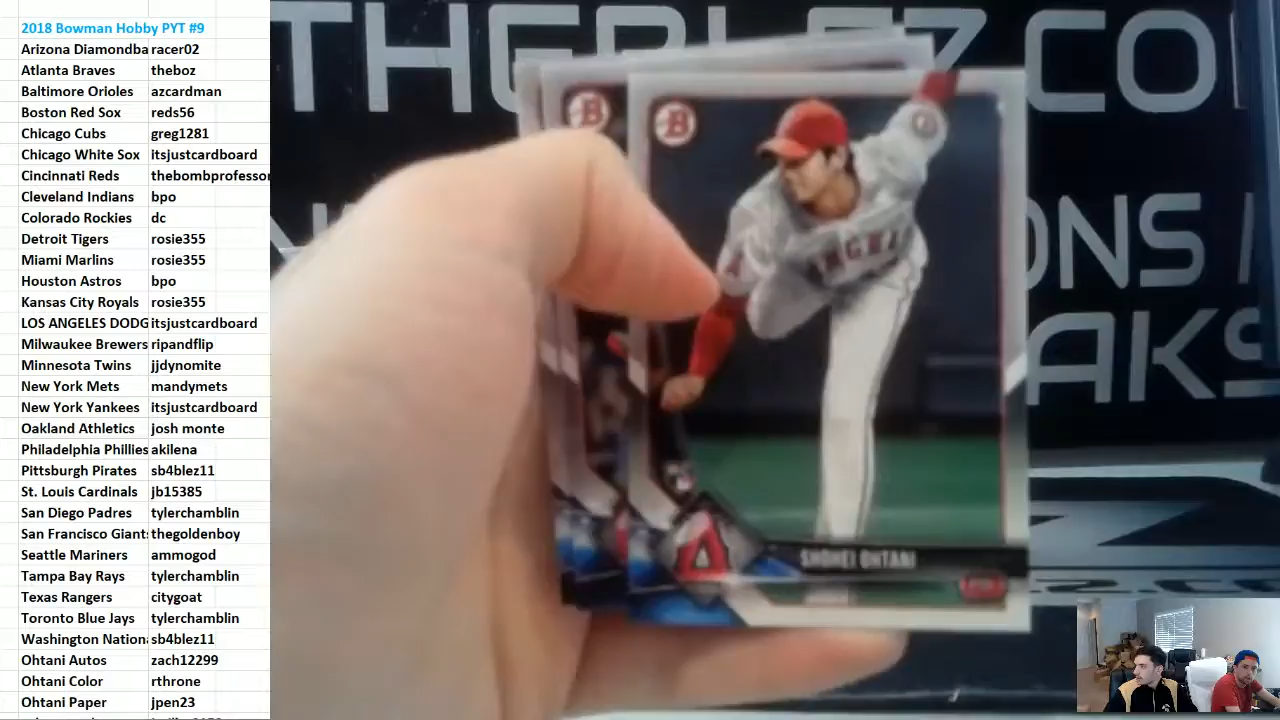 2018 Bowman Hobby PYT #9
Arizona Diamondba racer02
Atlanta Braves theboz
Baltimore Orioles azcardman
Boston Red Sox reds56
Chicago Cubs greg1281
Chicago White Sox itsjustcardboard
Cincinnati Reds thebombprofessor
Cleveland Indians bpo
Colorado Rockies dc
Detroit Tigers rosie355
Miami Marlins rosie355
Houston Astros bpo
Kansas City Royals rosie355
LOS ANGELES DODG itsjustcardboard
Milwaukee Brewers ripandflip
Minnesota Twins jjdynomite
New York Mets mandymets
New York Yankees itsjustcardboard
Oakland Athletics josh monte
Philadelphia Phillies akilena
Pittsburgh Pirates sb4blez11
St. Louis Cardinals jb15385
San Diego Padres tylerchamblin
San Francisco Giants thegoldenboy
Seattle Mariners ammogod
Tampa Bay Rays tylerchamblin
Texas Rangers citygoat
Toronto Blue Jays tylerchamblin
Washington Nation sb4blez11
Ohtani Autos zach12299
Ohtani Color rthrone
Ohtani Paper jpen23
THEBLEZ.CO
ONS
AKS
B
B
SHOHEI OHTANI